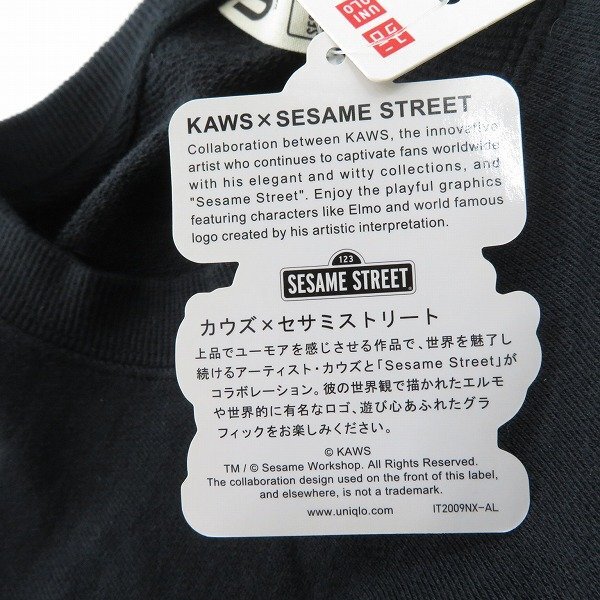 UNI
QLO
KAWS×SESAME STREET
Collaboration between KAWS, the innovative
artist who continues to captivate fans worldwide
with his elegant and witty collections, and
"Sesame Street". Enjoy the playful graphics
featuring characters like Elmo and world famous
logo created by his artistic interpretation.
123
SESAME STREET
カウズ×セサミストリート
上品でユーモアを感じさせる作品で、世界を魅了し
続けるアーティスト・カウズと「Sesame Street」が
コラボレーション。彼の世界観で描かれたエルモ
や世界的に有名なロゴ、遊び心あふれたグラ
フィックをお楽しみください。
© KAWS
TM / © Sesame Workshop. All Rights Reserved.
The collaboration design used on the front of this label,
and elsewhere, is not a trademark.
www.uniqlo.com
IT2009NX-AL